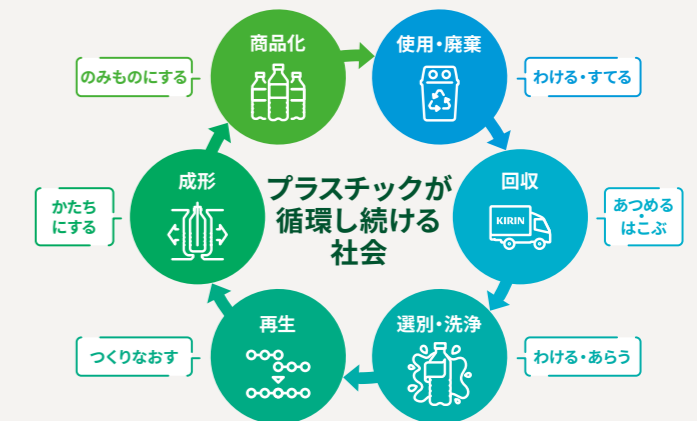 商品化
のみものにする
使用・廃棄
わける・すてる
回収
KIRIN
あつめる
・
はこぶ
選別・洗浄
わける・あらう
再生
つくりなおす
成形
かたち
にする
プラスチックが
循環し続ける
社会